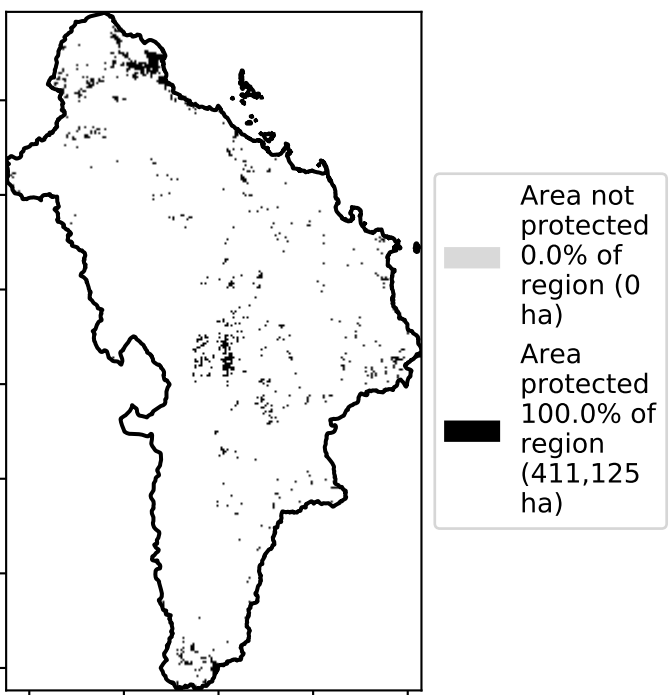 Area not
protected
0.0% of
region (0
ha)
Area
protected
100.0% of
region
(411,125
ha)